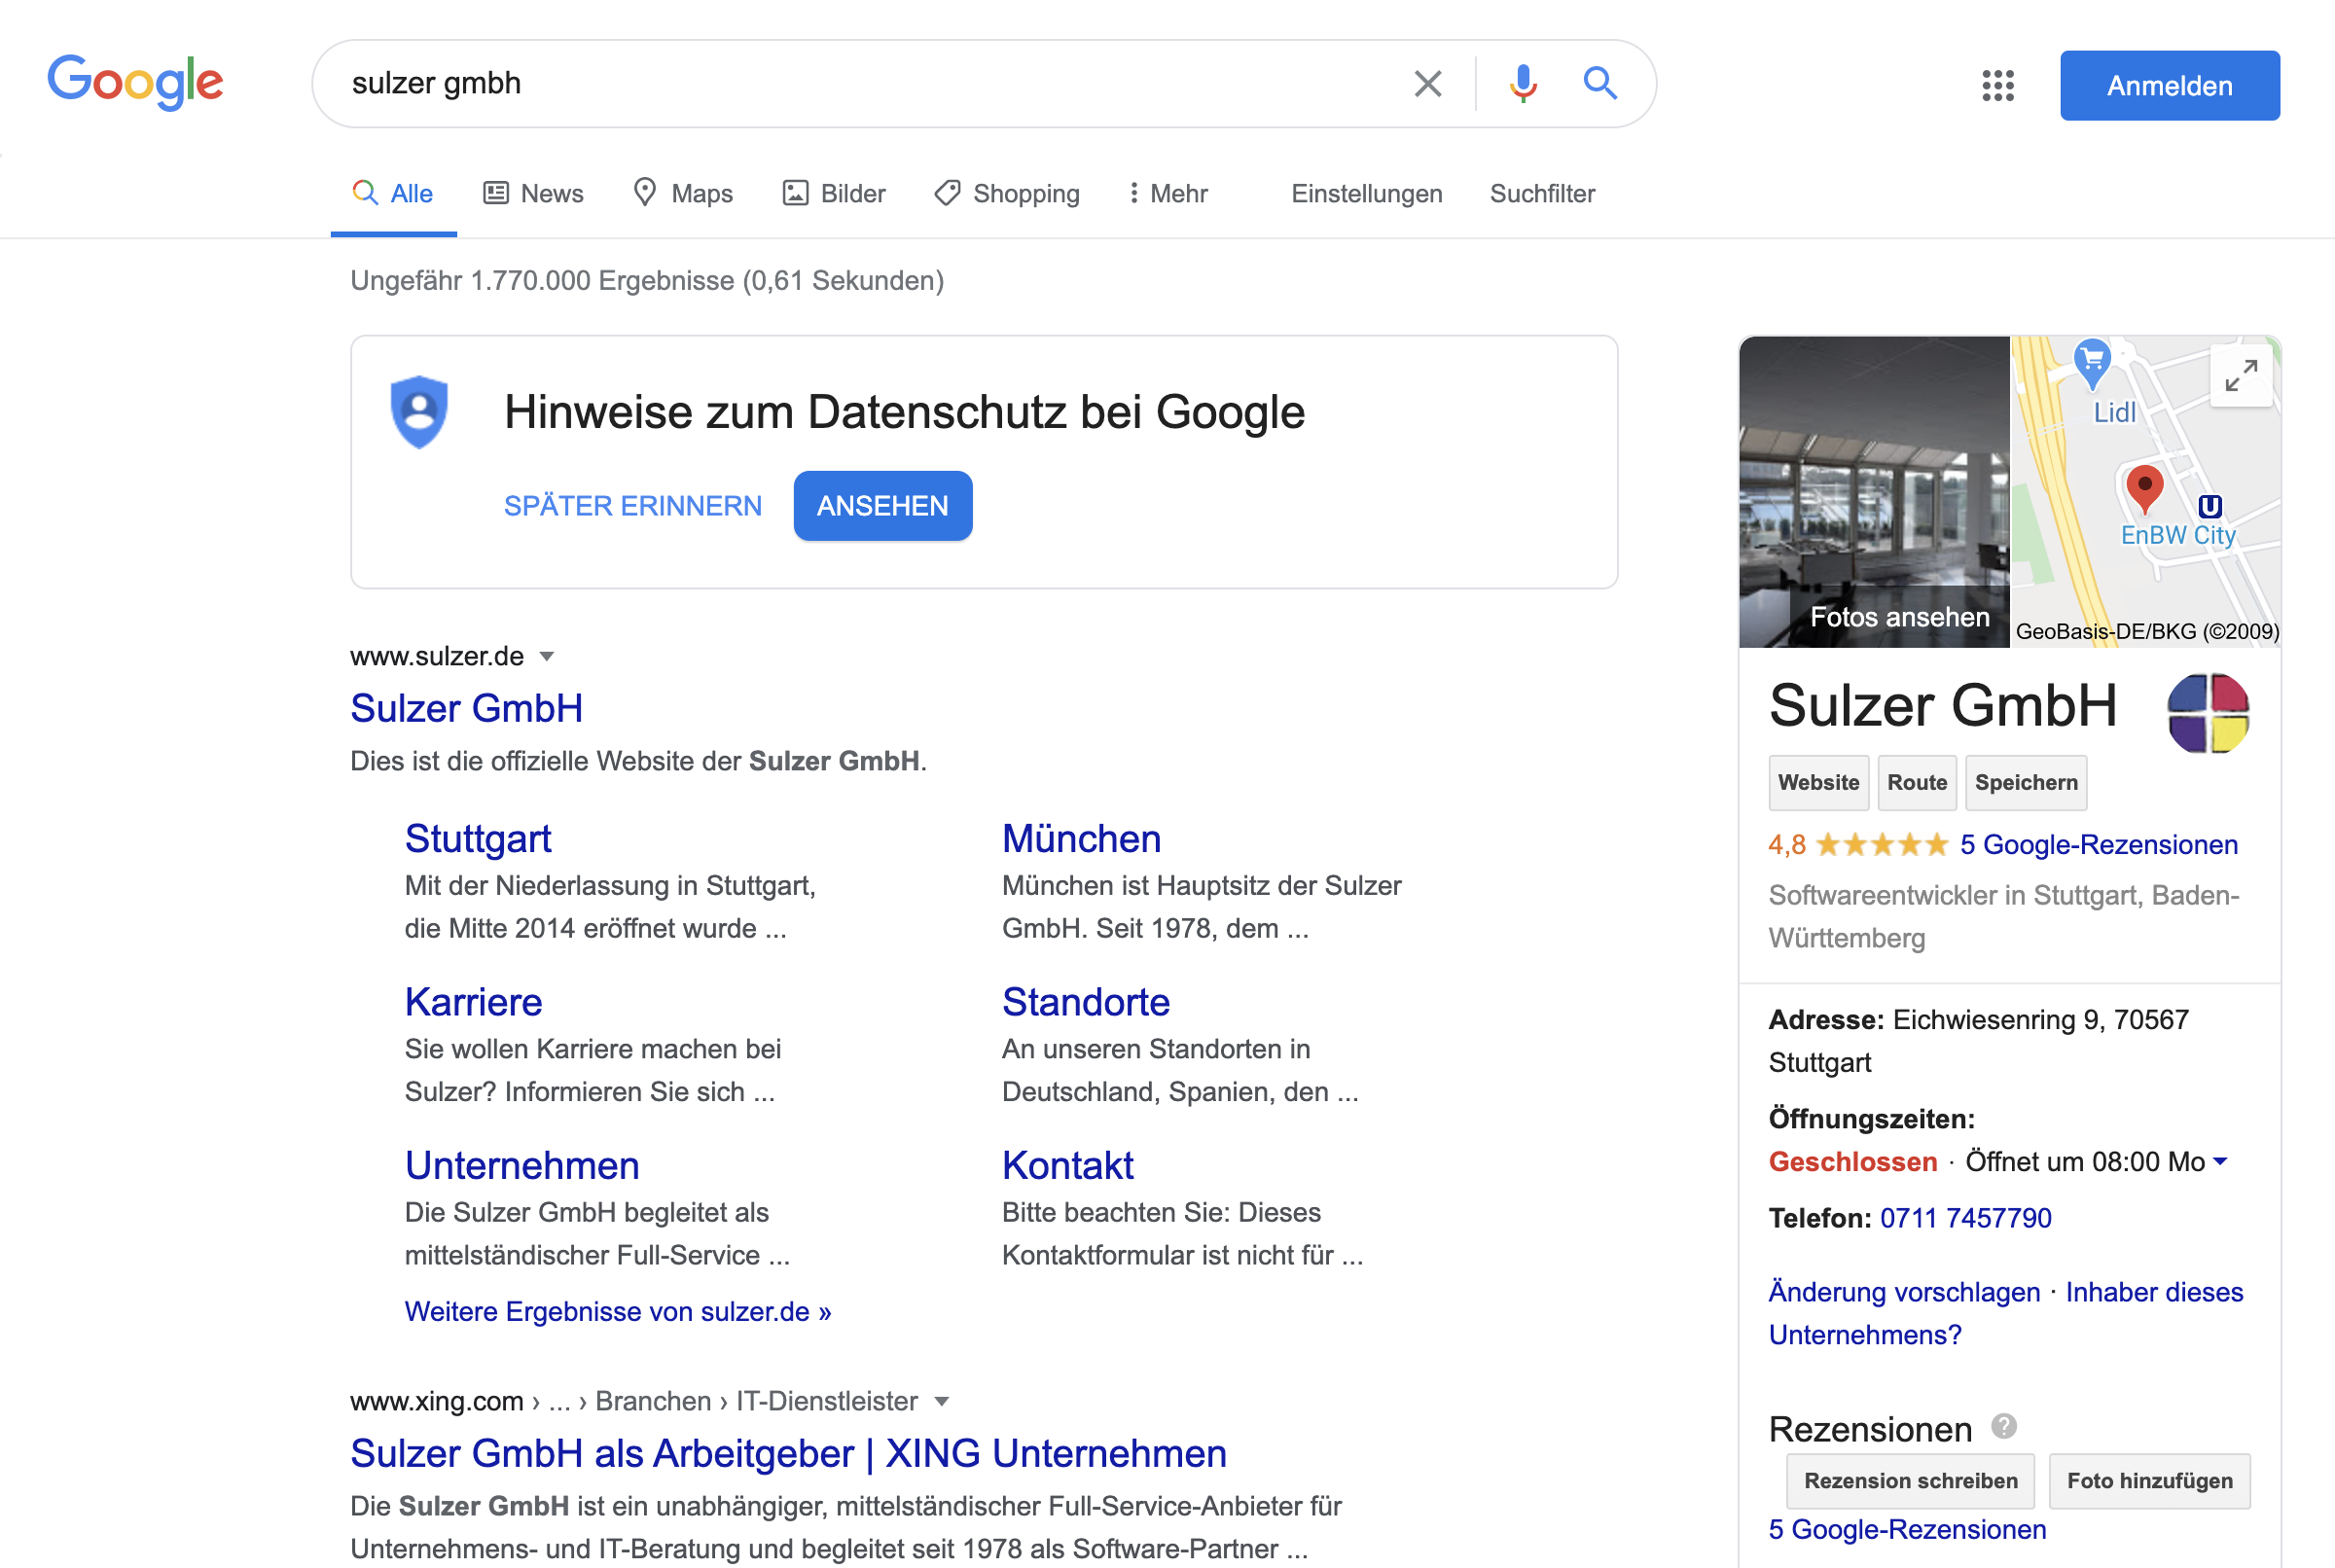 Google
sulzer gmbh
Anmelden
Alle
News
Maps
Bilder
Shopping
Mehr
Einstellungen
Suchfilter
Ungefähr 1.770.000 Ergebnisse (0,61 Sekunden)
Hinweise zum Datenschutz bei Google
SPÄTER ERINNERN
ANSEHEN
www.sulzer.de
Sulzer GmbH
Dies ist die offizielle Website der Sulzer GmbH.
Stuttgart
Mit der Niederlassung in Stuttgart,
die Mitte 2014 eröffnet wurde ...
München
München ist Hauptsitz der Sulzer
GmbH. Seit 1978, dem ...
Karriere
Sie wollen Karriere machen bei
Sulzer? Informieren Sie sich ...
Standorte
An unseren Standorten in
Deutschland, Spanien, den ...
Unternehmen
Die Sulzer GmbH begleitet als
mittelständischer Full-Service ...
Kontakt
Bitte beachten Sie: Dieses
Kontaktformular ist nicht für ...
Weitere Ergebnisse von sulzer.de »
www.xing.com › ... › Branchen › IT-Dienstleister
Sulzer GmbH als Arbeitgeber | XING Unternehmen
Die Sulzer GmbH ist ein unabhängiger, mittelständischer Full-Service-Anbieter für
Unternehmens- und IT-Beratung und begleitet seit 1978 als Software-Partner ...
Fotos ansehen
Lidl
U
EnBW City
GeoBasis-DE/BKG (©2009)
Sulzer GmbH
Website
Route
Speichern
4,8 5 Google-Rezensionen
Softwareentwickler in Stuttgart, Baden-
Württemberg
Adresse: Eichwiesenring 9, 70567
Stuttgart
Öffnungszeiten:
Geschlossen · Öffnet um 08:00 Mo
Telefon: 0711 7457790
Änderung vorschlagen · Inhaber dieses
Unternehmens?
Rezensionen ?
Rezension schreiben
Foto hinzufügen
5 Google-Rezensionen